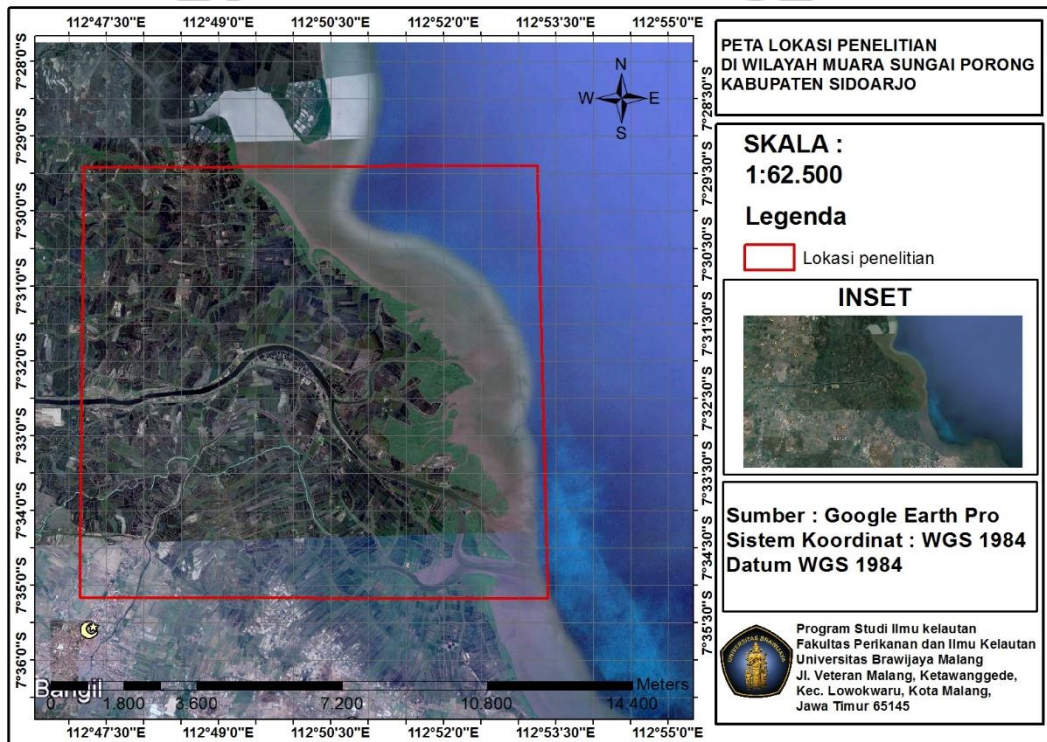 112°47'30"E 112°49'0"E 112°50'30"E 112°52'0"E 112°53'30"E 112°55'0"E
7°28'0"S
7°29'0"S
7°30'0"S
7°31'0"S
7°32'0"S
7°33'0"S
7°34'0"S
7°35'0"S
7°36'0"S
N
W E
S
7°28'30"S
7°29'30"S
7°30'30"S
7°31'30"S
7°32'30"S
7°33'30"S
7°34'30"S
7°35'30"S
Bangil
Meters
0 1.800 3.600 7.200 10.800 14.400
112°47'30"E 112°49'0"E 112°50'30"E 112°52'0"E 112°53'30"E 112°55'0"E
PETA LOKASI PENELITIAN
DI WILAYAH MUARA SUNGAI PORONG
KABUPATEN SIDOARJO
SKALA :
1:62.500
Legenda
Lokasi penelitian
INSET
Sumber : Google Earth Pro
Sistem Koordinat : WGS 1984
Datum WGS 1984
UNIVERSITAS BRAWIJAYA
Program Studi Ilmu kelautan
Fakultas Perikanan dan Ilmu Kelautan
Universitas Brawijaya Malang
Jl. Veteran Malang, Ketawanggede,
Kec. Lowokwaru, Kota Malang,
Jawa Timur 65145